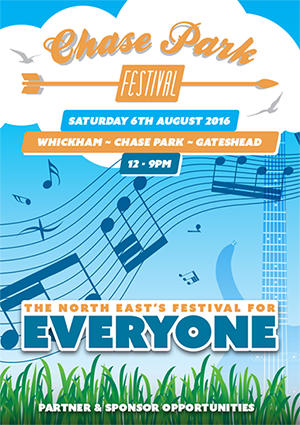 Chase Park
FESTIVAL
SATURDAY 6TH AUGUST 2016
WHICKHAM ~ CHASE PARK ~ GATESHEAD
12 - 9PM
THE NORTH EAST'S FESTIVAL FOR
EVERYONE
PARTNER & SPONSOR OPPORTUNITIES